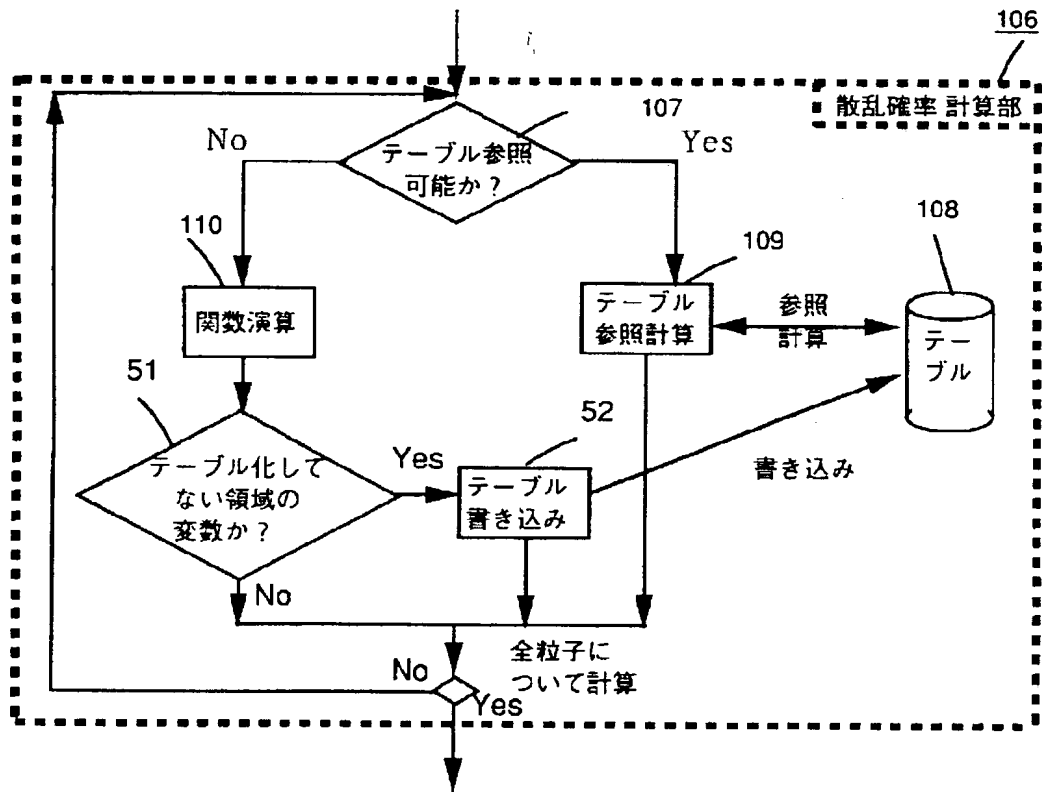 106
散乱確率 計算部
107
No
Yes
テーブル参照
可能か？
110
109
108
関数演算
テーブル
参照計算
参照
計算
テー
ブル
51
52
テーブル化して
ない領域の
変数か？
Yes
テーブル
書き込み
書き込み
No
全粒子に
ついて計算
No
Yes